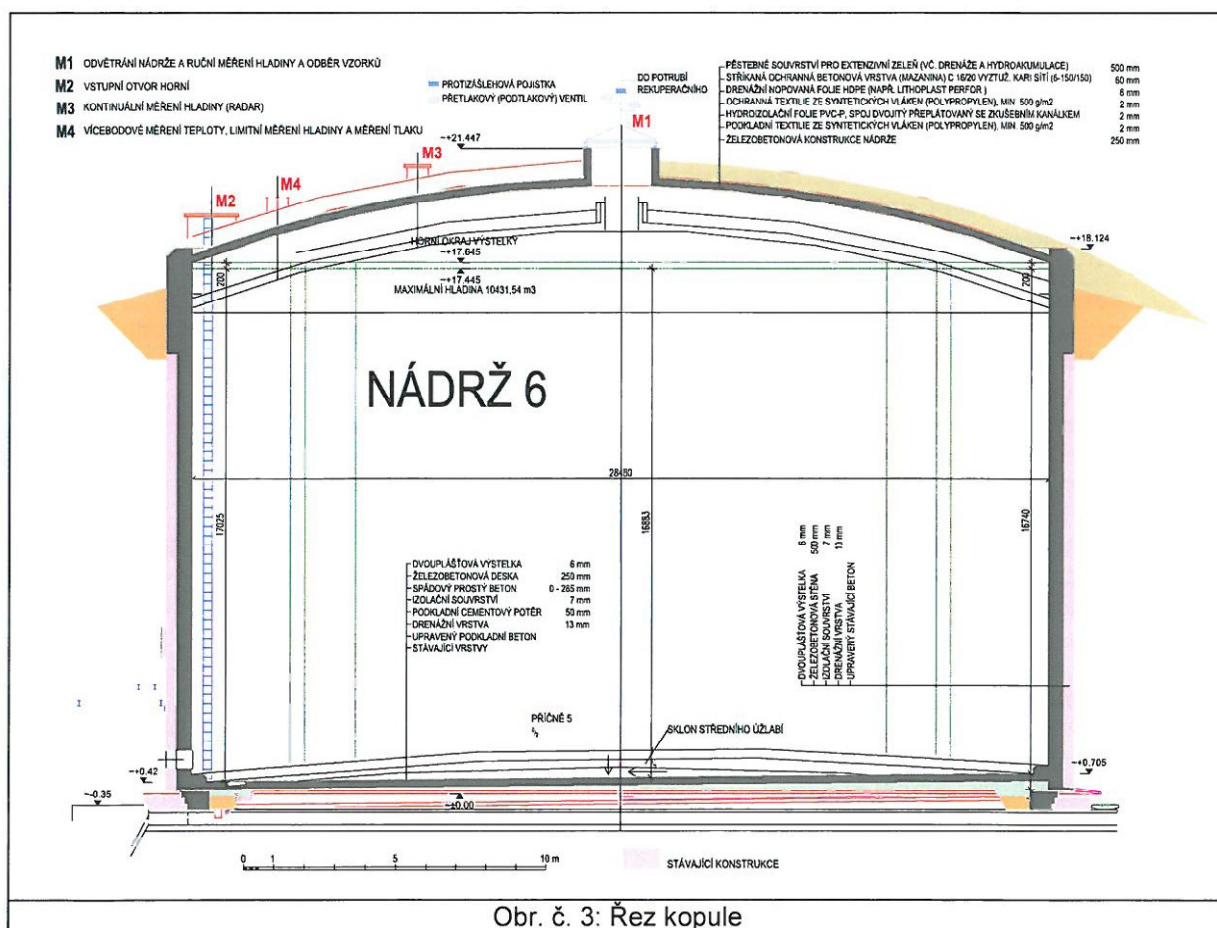 M1 ODVĚTRÁNÍ NÁDRŽE A RUČNÍ MĚŘENÍ HLADINY A ODBĚR VZORKŮ
M2 VSTUPNÍ OTVOR HORNÍ
M3 KONTINUÁLNÍ MĚŘENÍ HLADINY (RADAR)
M4 VÍCEBODOVÉ MĚŘENÍ TEPLOTY, LIMITNÍ MĚŘENÍ HLADINY A MĚŘENÍ TLAKU
PROTIZÁŠLEHOVÁ POJISTKA
PŘETLAKOVÝ (PODTLAKOVÝ) VENTIL
DO POTRUBÍ
REKUPERAČNÍHO
PĚSTEBNÉ SOUVRSTVÍ PRO EXTENZIVNÍ ZELEŇ (VČ. DRENÁŽE A HYDROAKUMULACE) 500 mm
STŘÍKANÁ OCHRANNÁ BETONOVÁ VRSTVA (MAZANINA) C 16/20 VYZTUŽ. KARI SÍTÍ (6-150/150) 60 mm
DRENÁŽNÍ NOPOVANÁ FOLIE HDPE (NAPŘ. LITHOPLAST PERFOR ) 8 mm
OCHRANNÁ TEXTILIE ZE SYNTETICKÝCH VLÁKEN (POLYPROPYLEN), MIN. 500 g/m2 2 mm
HYDROIZOLAČNÍ FOLIE PVC-P, SPOJ DVOJITÝ PŘEPLÁTOVANÝ SE ZKUŠEBNÍM KANÁLKEM 2 mm
PODKLADNÍ TEXTILIE ZE SYNTETICKÝCH VLÁKEN (POLYPROPYLEN), MIN. 500 g/m2 2 mm
ŽELEZOBETONOVÁ KONSTRUKCE NÁDRŽE 250 mm
M1
+21.447
M3
M4
M2
HORNÍ OKRAJ VÝSTELKY
+17.645
+17.445
MAXIMÁLNÍ HLADINA 10431,54 m3
+18.124
200
200
NÁDRŽ 6
28480
17025
16883
16740
DVOUPLÁŠŤOVÁ VÝSTELKA 6 mm
ŽELEZOBETONOVÁ DESKA 250 mm
SPÁDOVÝ PROSTÝ BETON 0 - 285 mm
IZOLAČNÍ SOUVRSTVÍ 7 mm
PODKLADNÍ CEMENTOVÝ POTĚR 50 mm
DRENÁŽNÍ VRSTVA 13 mm
UPRAVENÝ PODKLADNÍ BETON
STÁVAJÍCÍ VRSTVY
DVOUPLÁŠŤOVÁ VÝSTELKA 6 mm
ŽELEZOBETONOVÁ STĚNA 500 mm
IZOLAČNÍ SOUVRSTVÍ 7 mm
DRENÁŽNÍ VRSTVA 13 mm
UPRAVENÝ STÁVAJÍCÍ BETON
PŘÍČNĚ 5
%
SKLON STŘEDNÍHO ÚŽLABÍ
+0.42
-0.35
±0.00
+0.705
0 1 5 10 m
STÁVAJÍCÍ KONSTRUKCE
Obr. č. 3: Řez kopule